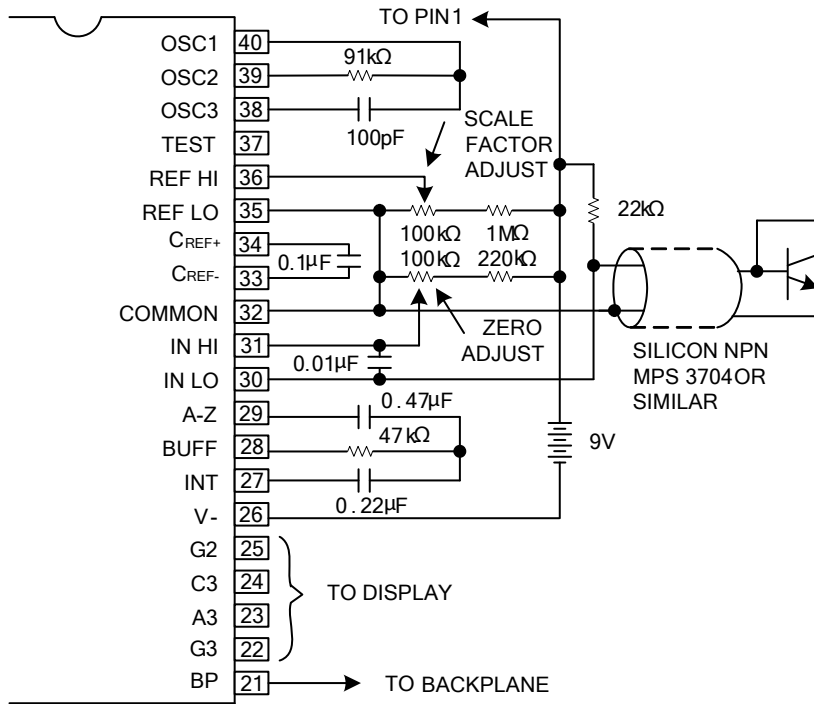 TO PIN1
OSC1 40
91kΩ
OSC2 39
OSC3 38
100pF
TEST 37
SCALE
FACTOR
ADJUST
REF HI 36
REF LO 35
22kΩ
100kΩ 1MΩ
CREF+ 34
0.1µF
100kΩ 220kΩ
CREF- 33
COMMON 32
ZERO
ADJUST
IN HI 31
0.01µF
IN LO 30
SILICON NPN
MPS 3704OR
SIMILAR
0.47µF
A-Z 29
47kΩ
BUFF 28
9V
INT 27
0.22µF
V- 26
G2 25
C3 24
TO DISPLAY
A3 23
G3 22
BP 21
TO BACKPLANE